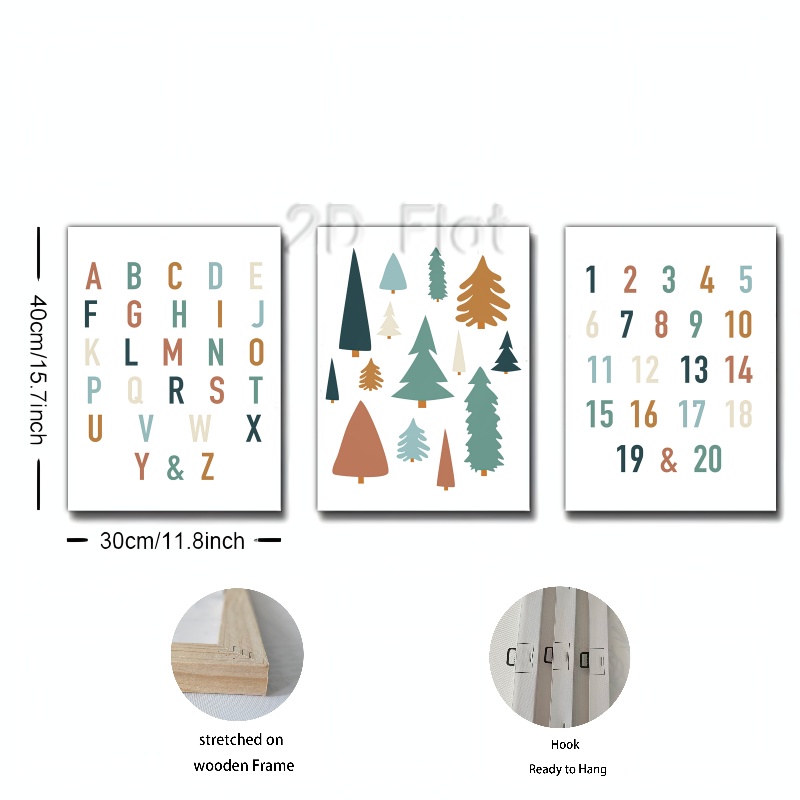 2D Flat
A B C D E
F G H I J
K L M N O
P Q R S T
U V W X
Y & Z
1 2 3 4 5
6 7 8 9 10
11 12 13 14
15 16 17 18
19 & 20
40cm/15.7inch
30cm/11.8inch
stretched on
wooden Frame
Hook
Ready to Hang